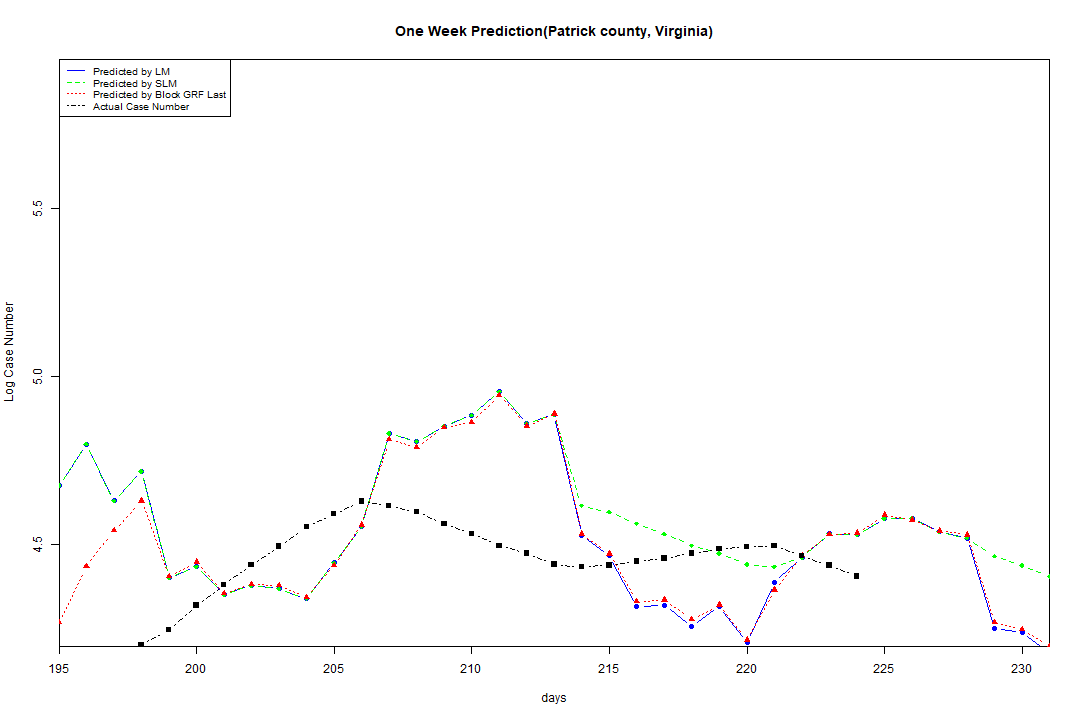 One Week Prediction(Patrick county, Virginia)
Predicted by LM
Predicted by SLM
Predicted by Block GRF Last
Actual Case Number
5.5
5.0
4.5
Log Case Number
195 200 205 210 215 220 225 230
days